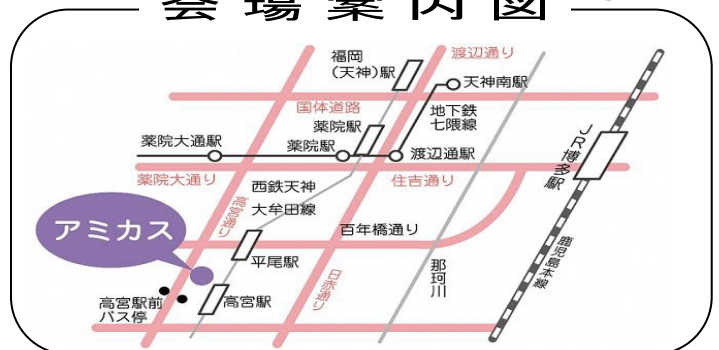 会場案内図
福岡
(天神)駅
渡辺通り
天神南駅
国体道路
地下鉄
七隈線
薬院駅
薬院大通駅
薬院駅
渡辺通駅
JR博多駅
薬院大通り
西鉄天神
大牟田線
住吉通り
高宮通り
アミカス
百年橋通り
平尾駅
日赤通り
那珂川
鹿児島本線
高宮駅前
バス停
高宮駅